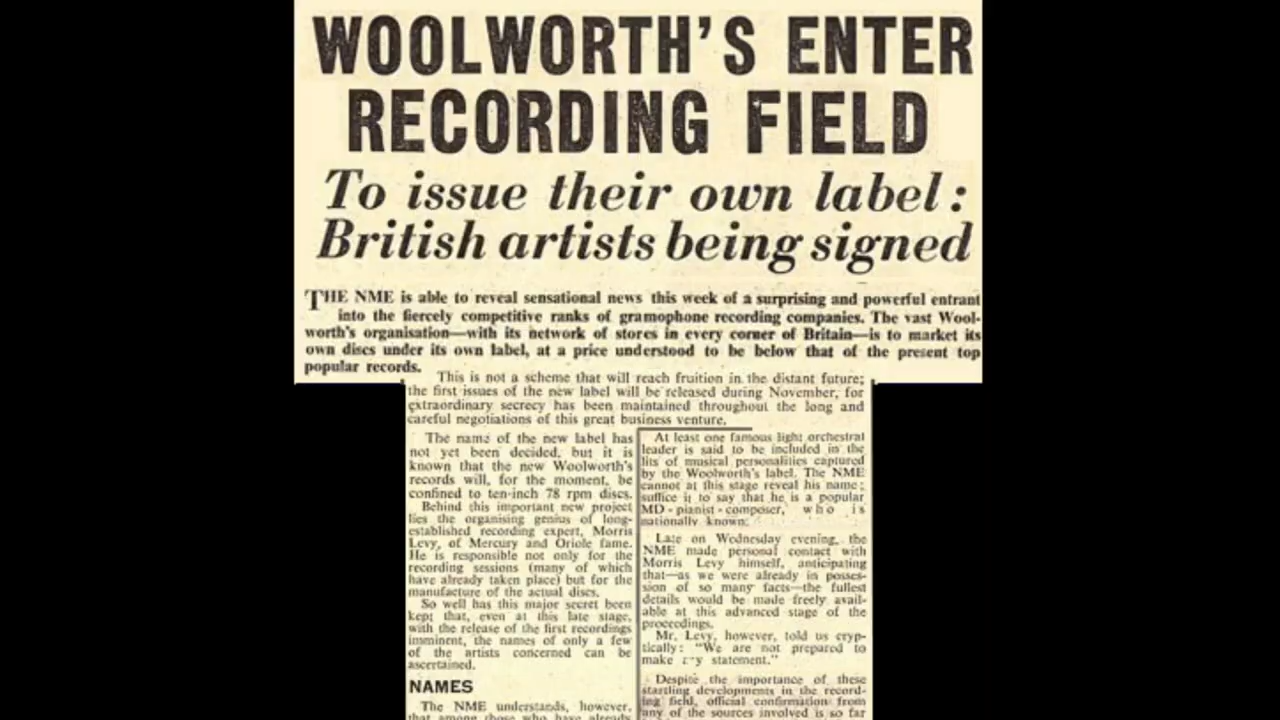 WOOLWORTH'S ENTER
RECORDING FIELD
To issue their own label:
British artists being signed
THE NME is able to reveal sensational news this week of a surprising and powerful entrant
into the fiercely competitive ranks of gramophone recording companies. The vast Wool-
worth's organisation—with its network of stores in every corner of Britain—is to market its
own discs under its own label, at a price understood to be below that of the present top
popular records.
This is not a scheme that will reach fruition in the distant future;
the first issues of the new label will be released during November, for
extraordinary secrecy has been maintained throughout the long and
careful negotiations of this great business venture.
The name of the new label has
not yet been decided, but it is
known that the new Woolworth's
records will, for the moment, be
confined to ten-inch 78 rpm discs.
Behind this important new project
lies the organising genius of long-
established recording expert, Morris
Levy, of Mercury and Oriole fame.
He is responsible not only for the
recording sessions (many of which
have already taken place) but for the
manufacture of the actual discs.
So well has this major secret been
kept that, even at this late stage,
with the release of the first recordings
imminent, the names of only a few
of the artists concerned can be
ascertained.
NAMES
The NME understands, however,
that among those who have already
At least one famous light orchestral
leader is said to be included in the
lits of musical personalities captured
by the Woolworth's label. The NME
cannot at this stage reveal his name;
suffice it to say that he is a popular
MD-pianist-composer, who is
nationally known.
Late on Wednesday evening, the
NME made personal contact with
Morris Levy himself, anticipating
that—as we were already in posses-
sion of so many facts—the fullest
details would be made freely avail-
able at this advanced stage of the
proceedings.
Mr. Levy, however, told us cryp-
tically: "We are not prepared to
make statement."
Despite the importance of these
startling developments in the record-
ing field, official confirmation from
any of the sources involved is so far